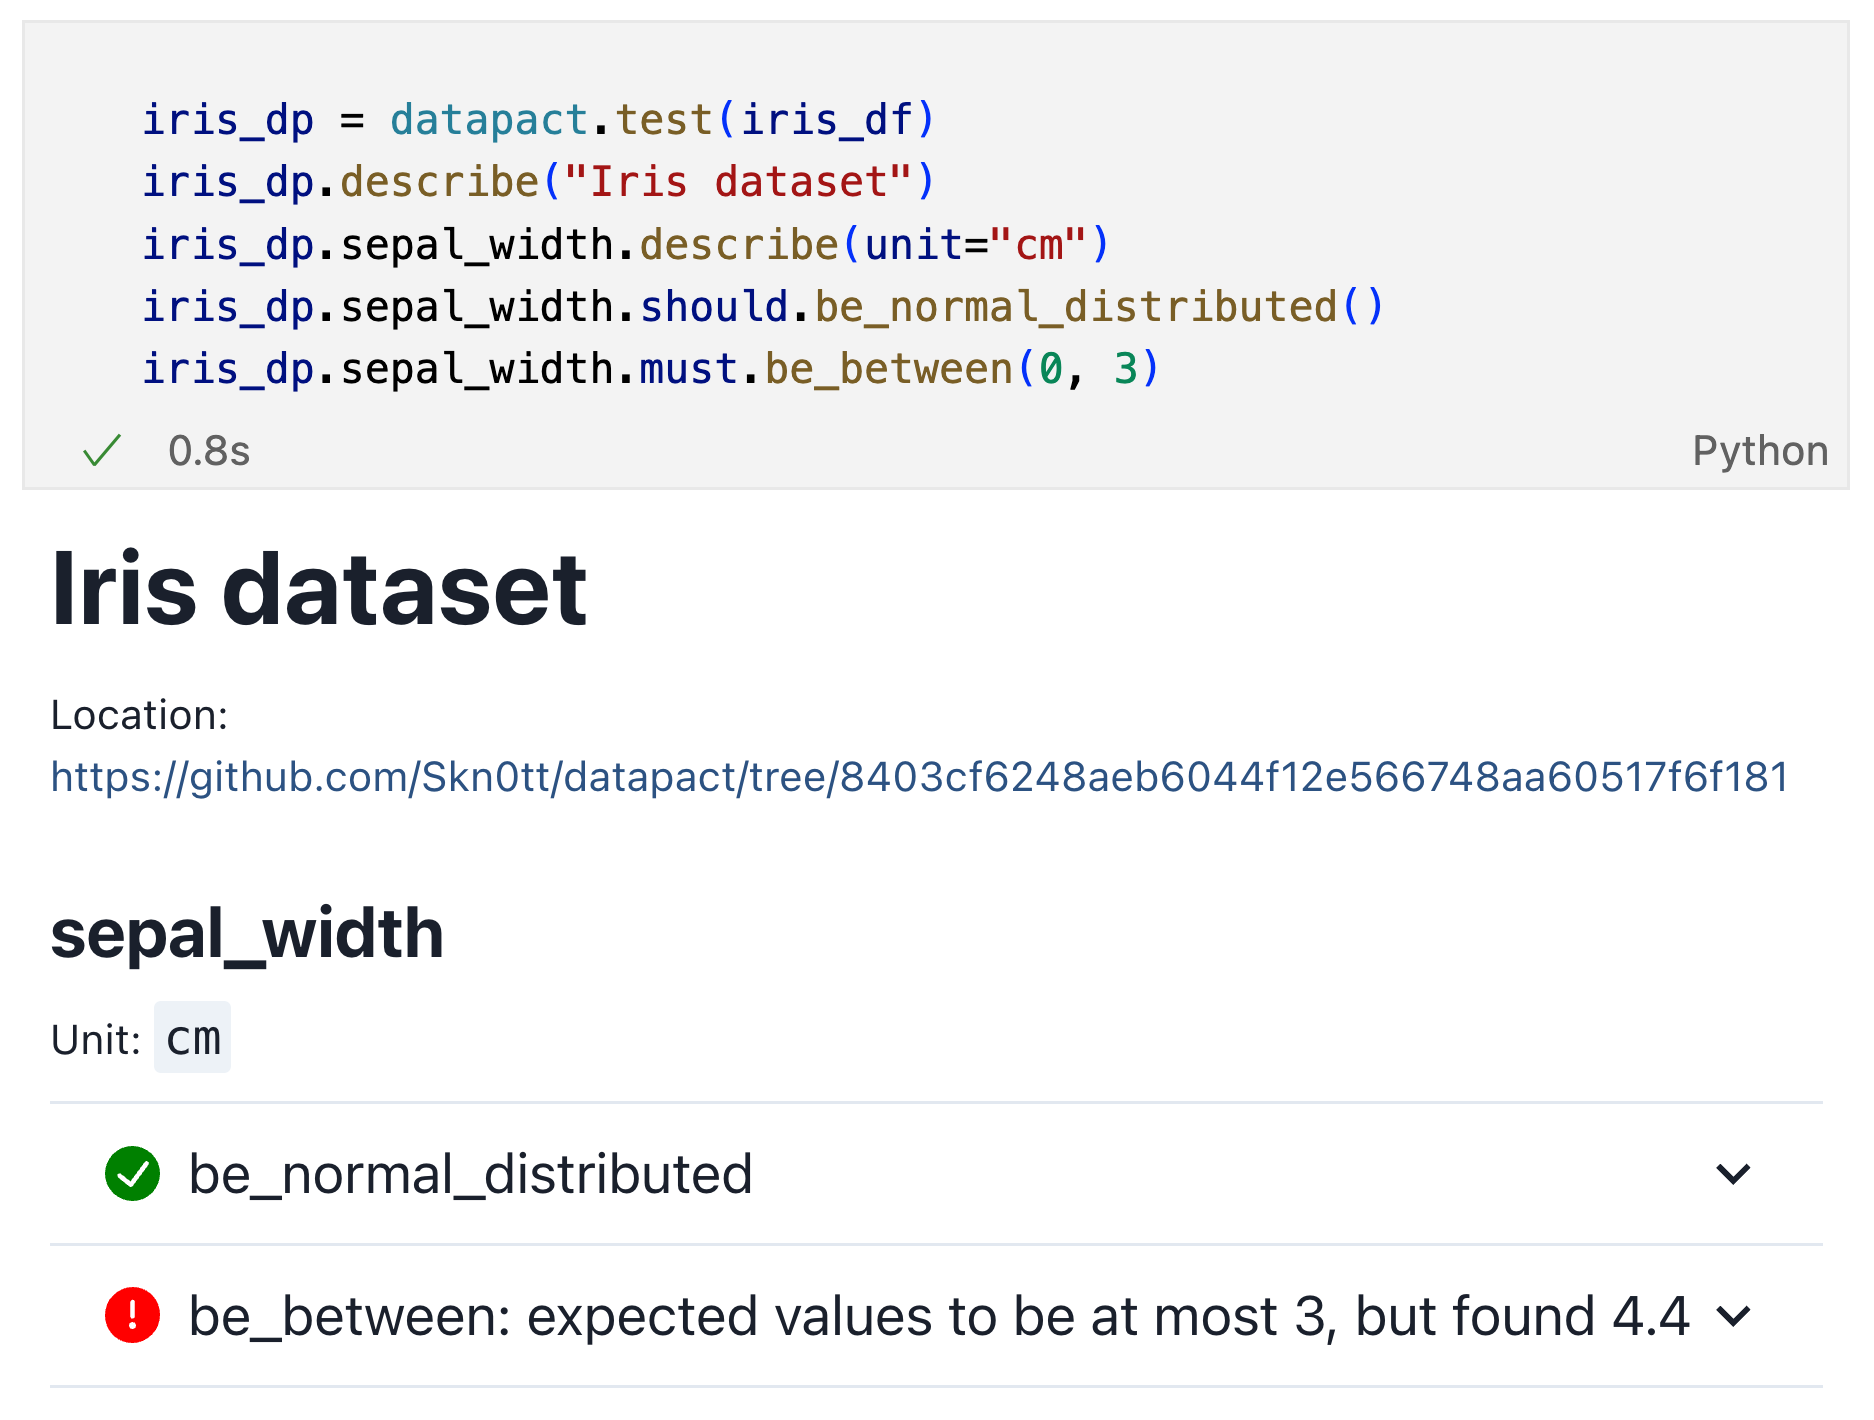 iris_dp = datapact.test(iris_df)
iris_dp.describe("Iris dataset")
iris_dp.sepal_width.describe(unit="cm")
iris_dp.sepal_width.should.be_normal_distributed()
iris_dp.sepal_width.must.be_between(0, 3)
0.8s Python
Iris dataset
Location:
https://github.com/Skn0tt/datapact/tree/8403cf6248aeb6044f12e566748aa60517f6f181
sepal_width
Unit: cm
be_normal_distributed
be_between: expected values to be at most 3, but found 4.4